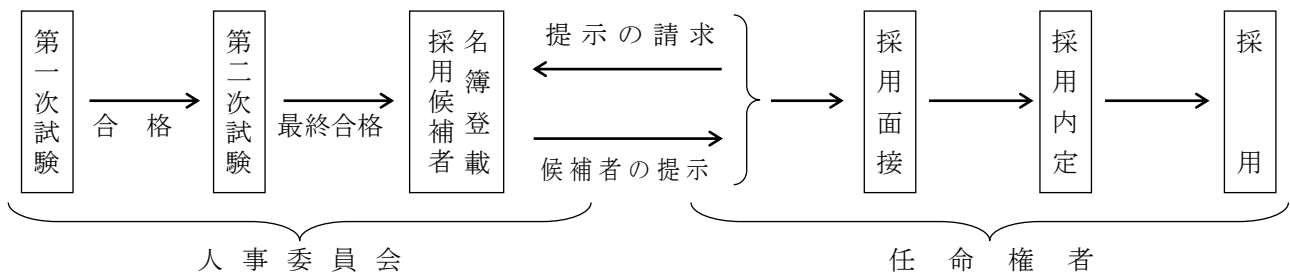 第一次試験
合格
第二次試験
最終合格
採用候補者
名簿登載
提示の請求
候補者の提示
採用面接
採用内定
採用
人事委員会
任命権者